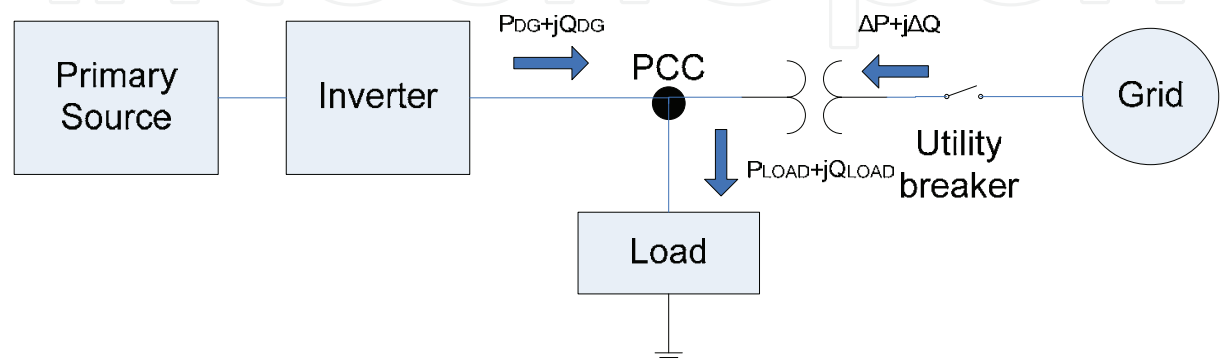 PDG+jQDG
ΔP+jΔQ
Primary
Source
Inverter
PCC
Grid
Utility
breaker
PLOAD+jQLOAD
Load